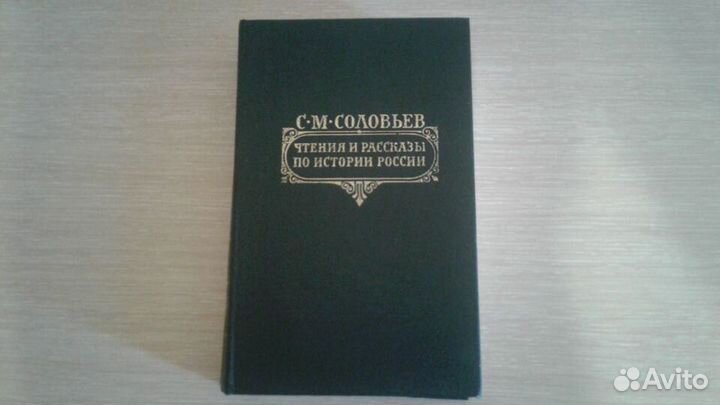 С·М·СОЛОВЬЕВ
ЧТЕНИЯ И РАССКАЗЫ
ПО ИСТОРИИ РОССИИ
Avito